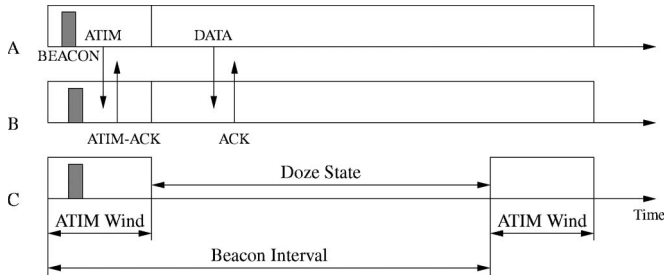 ATIM DATA
A
BEACON
B
ATIM-ACK ACK
Doze State
C
Time
ATIM Wind ATIM Wind
Beacon Interval